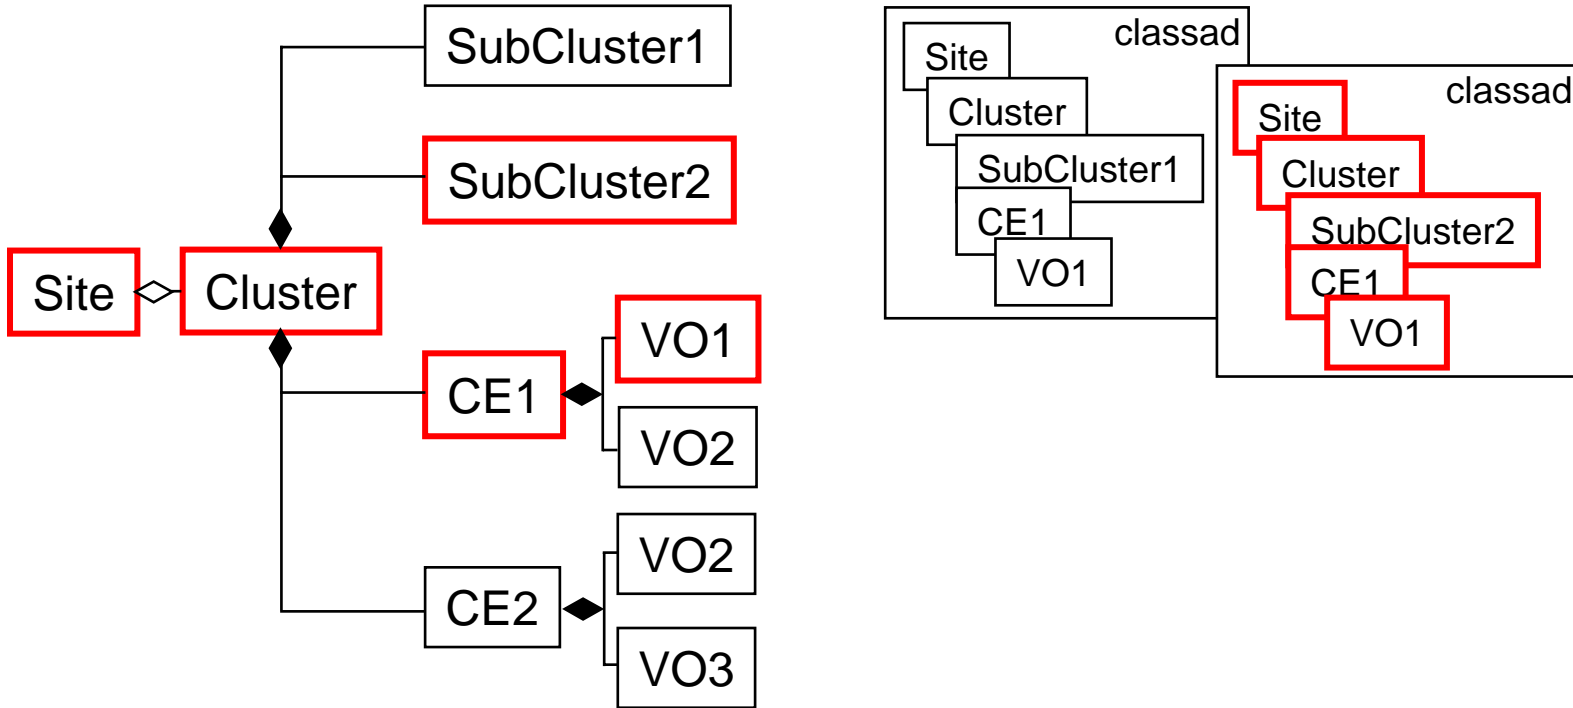 SubCluster1
SubCluster2
Site
Cluster
CE1
VO1
VO2
CE2
VO2
VO3
classad
Site
Cluster
SubCluster1
CE1
VO1
classad
Site
Cluster
SubCluster2
CE1
VO1